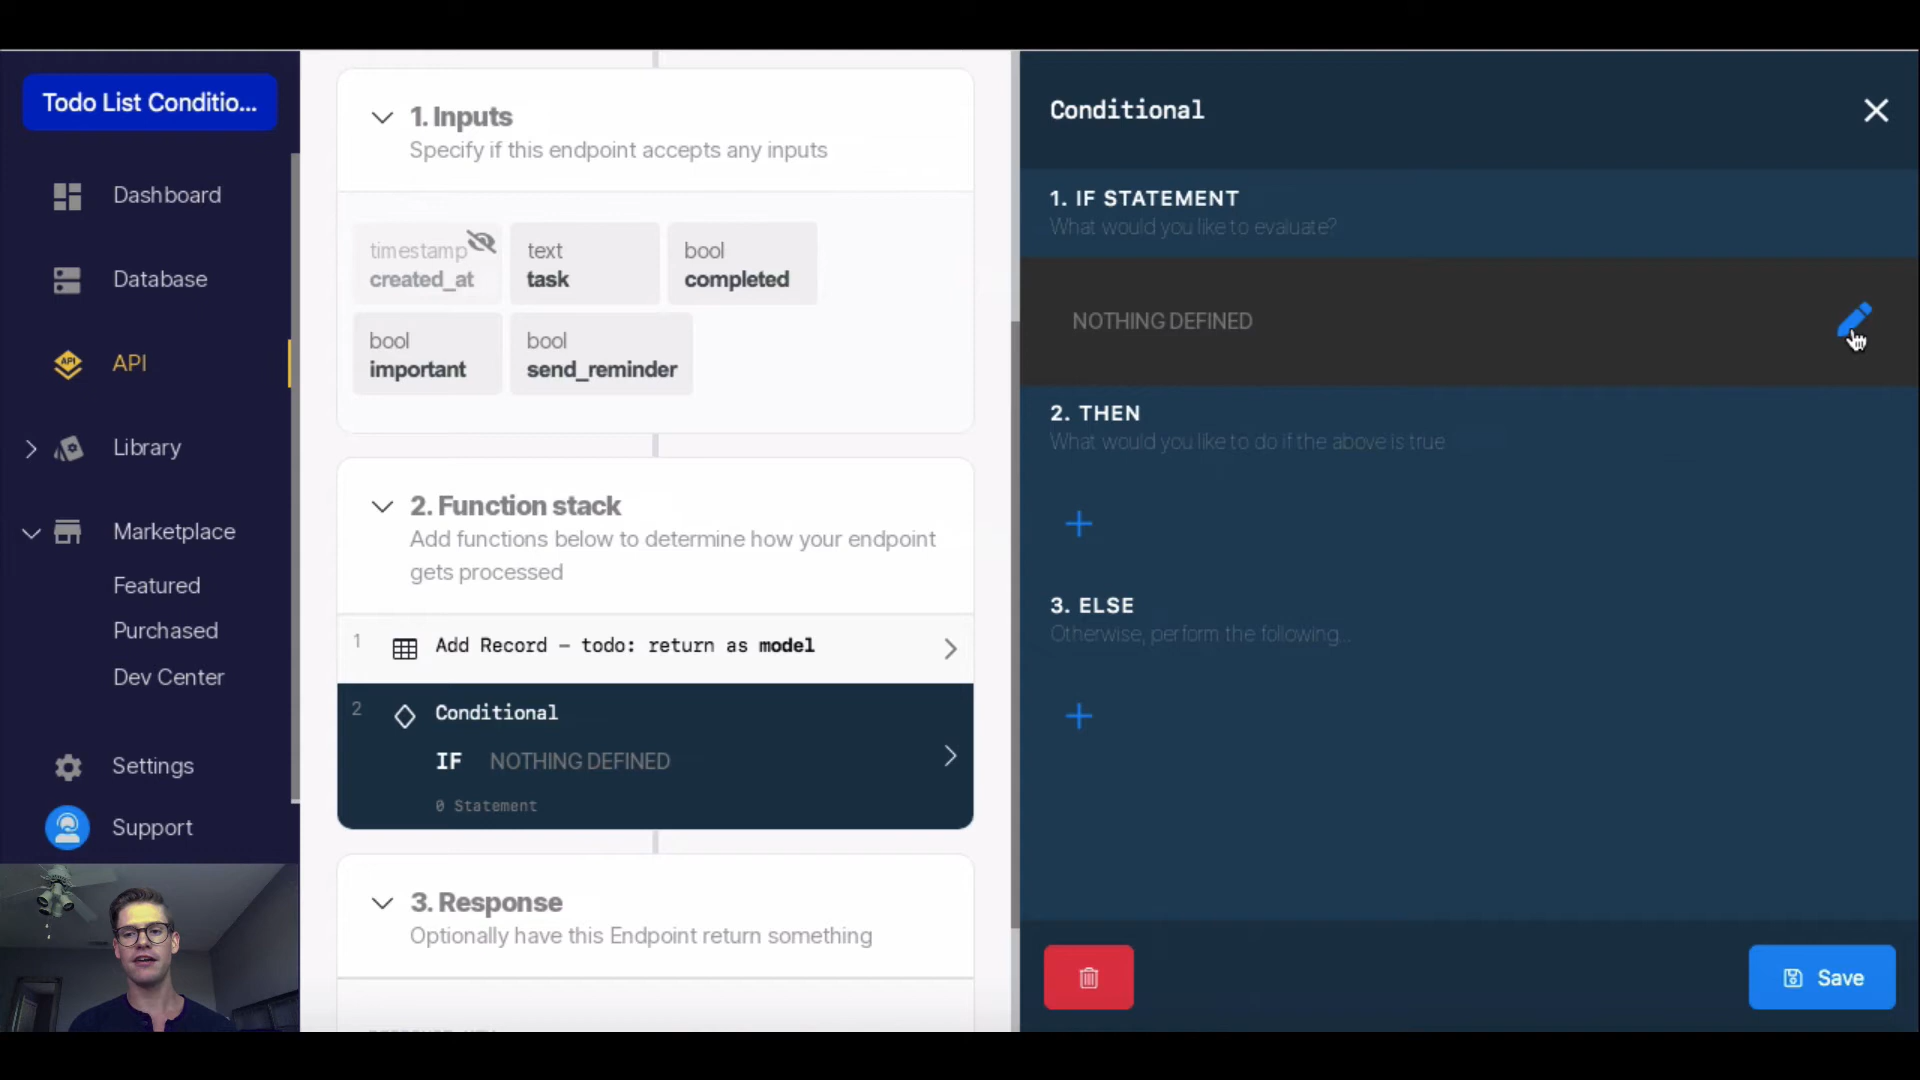 Todo List Conditio...
Dashboard
Database
API
API
Library
Marketplace
Featured
Purchased
Dev Center
Settings
Support
1. Inputs
Specify if this endpoint accepts any inputs
timestamp
created_at
text
task
bool
completed
bool
important
bool
send_reminder
2. Function stack
Add functions below to determine how your endpoint
gets processed
1
Add Record – todo: return as model
2
Conditional
IF NOTHING DEFINED
0 Statement
3. Response
Optionally have this Endpoint return something
Conditional
1. IF STATEMENT
What would you like to evaluate?
NOTHING DEFINED
2. THEN
What would you like to do if the above is true
3. ELSE
Otherwise, perform the following...
Save